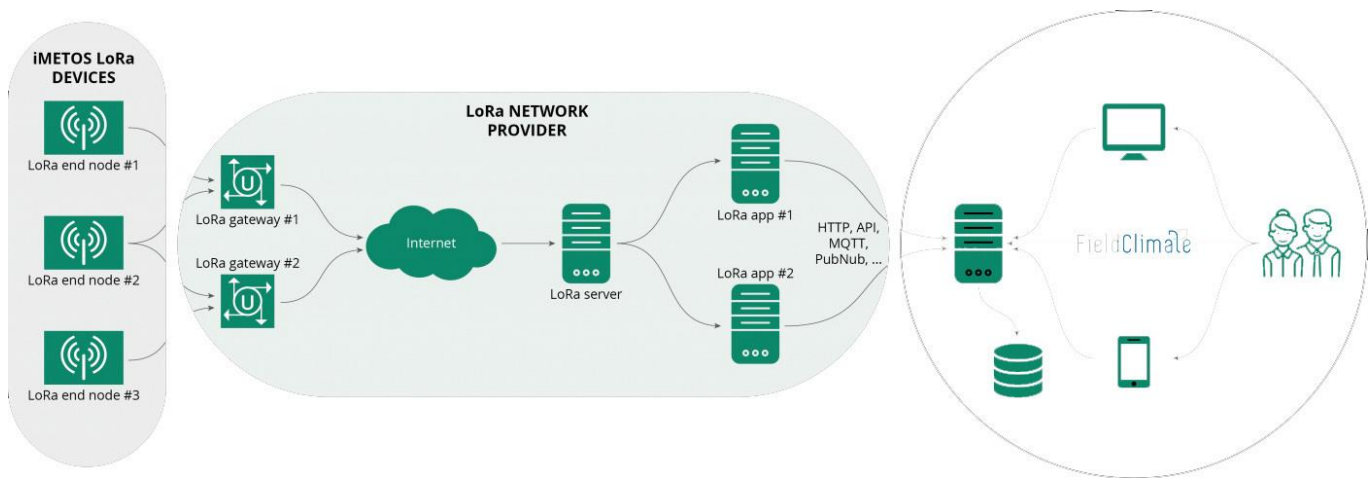 iMETOS LoRa
DEVICES
LoRa end node #1
LoRa end node #2
LoRa end node #3
LoRa NETWORK
PROVIDER
LoRa gateway #1
LoRa gateway #2
Internet
LoRa server
LoRa app #1
LoRa app #2
HTTP, API,
MQTT,
PubNub, ...
FieldClimate